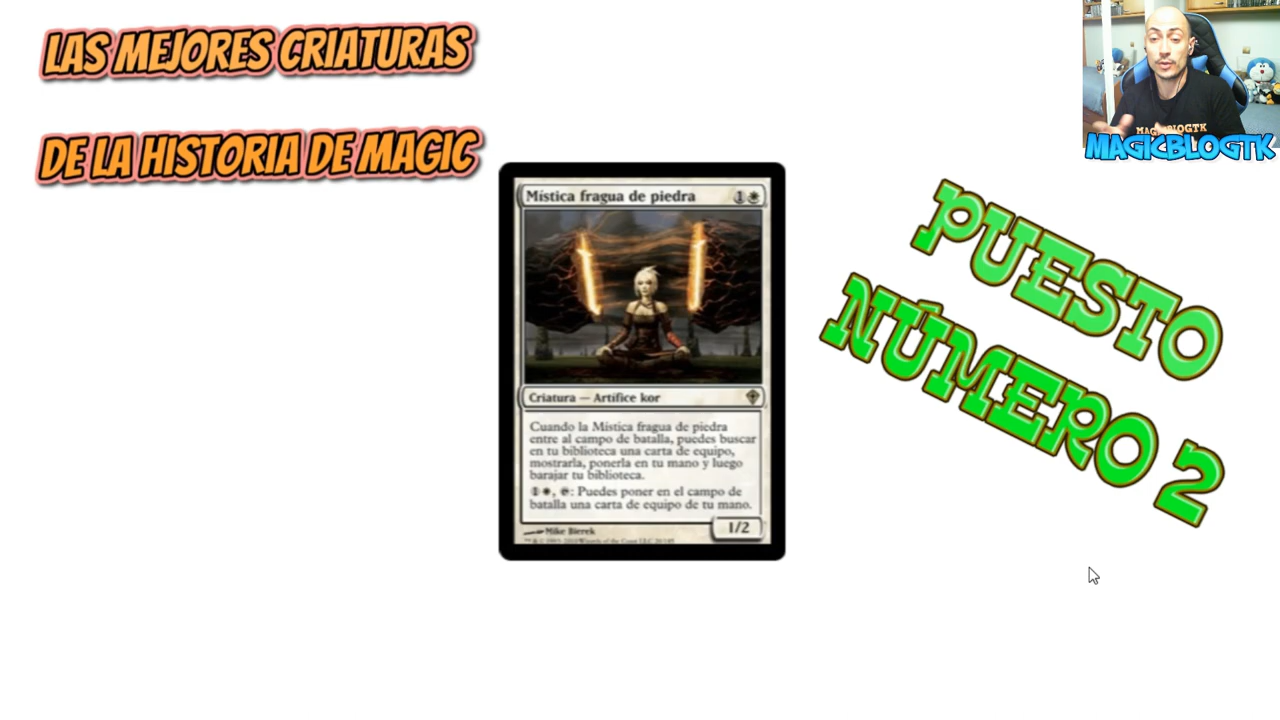 LAS MEJORES CRIATURAS
DE LA HISTORIA DE MAGIC
MAGICBLOGTK
MAGICBLOGTK
PUESTO
NÚMERO 2
Mística fragua de piedra 1
Criatura — Artífice kor
Cuando la Mística fragua de piedra
entre al campo de batalla, puedes buscar
en tu biblioteca una carta de equipo,
mostrarla, ponerla en tu mano y luego
barajar tu biblioteca.
1 , : Puedes poner en el campo de
batalla una carta de equipo de tu mano.
1/2
Mike Bierek